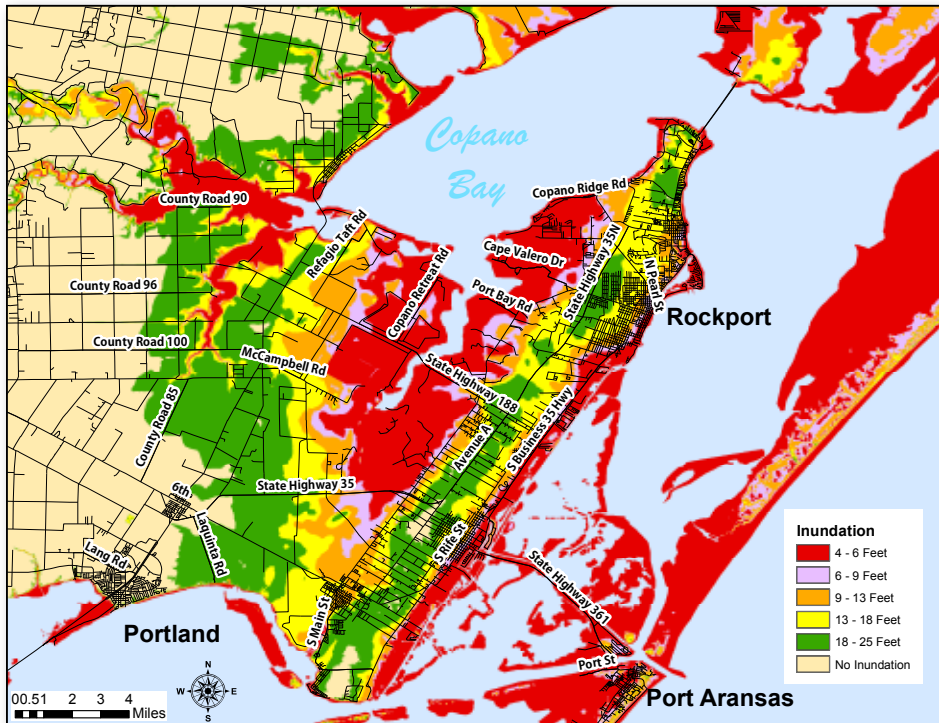 Copano
Bay
Copano Ridge Rd
County Road 90
Refagio Taft Rd
State Highway 35N
Cape Valero Dr
N Pearl St
Copano Retreat Rd
County Road 96
Port Bay Rd
Rockport
County Road 100
McCampbell Rd
State Highway 188
County Road 85
S Business 35 Hwy
Avenue A
State Highway 35
6th
Laquinta Rd
S Rife St
Lang Rd
State Highway 361
Portland
S Main St
Port St
Port Aransas
Inundation
4 - 6 Feet
6 - 9 Feet
9 - 13 Feet
13 - 18 Feet
18 - 25 Feet
No Inundation
N
W E
S
00.51 2 3 4
Miles